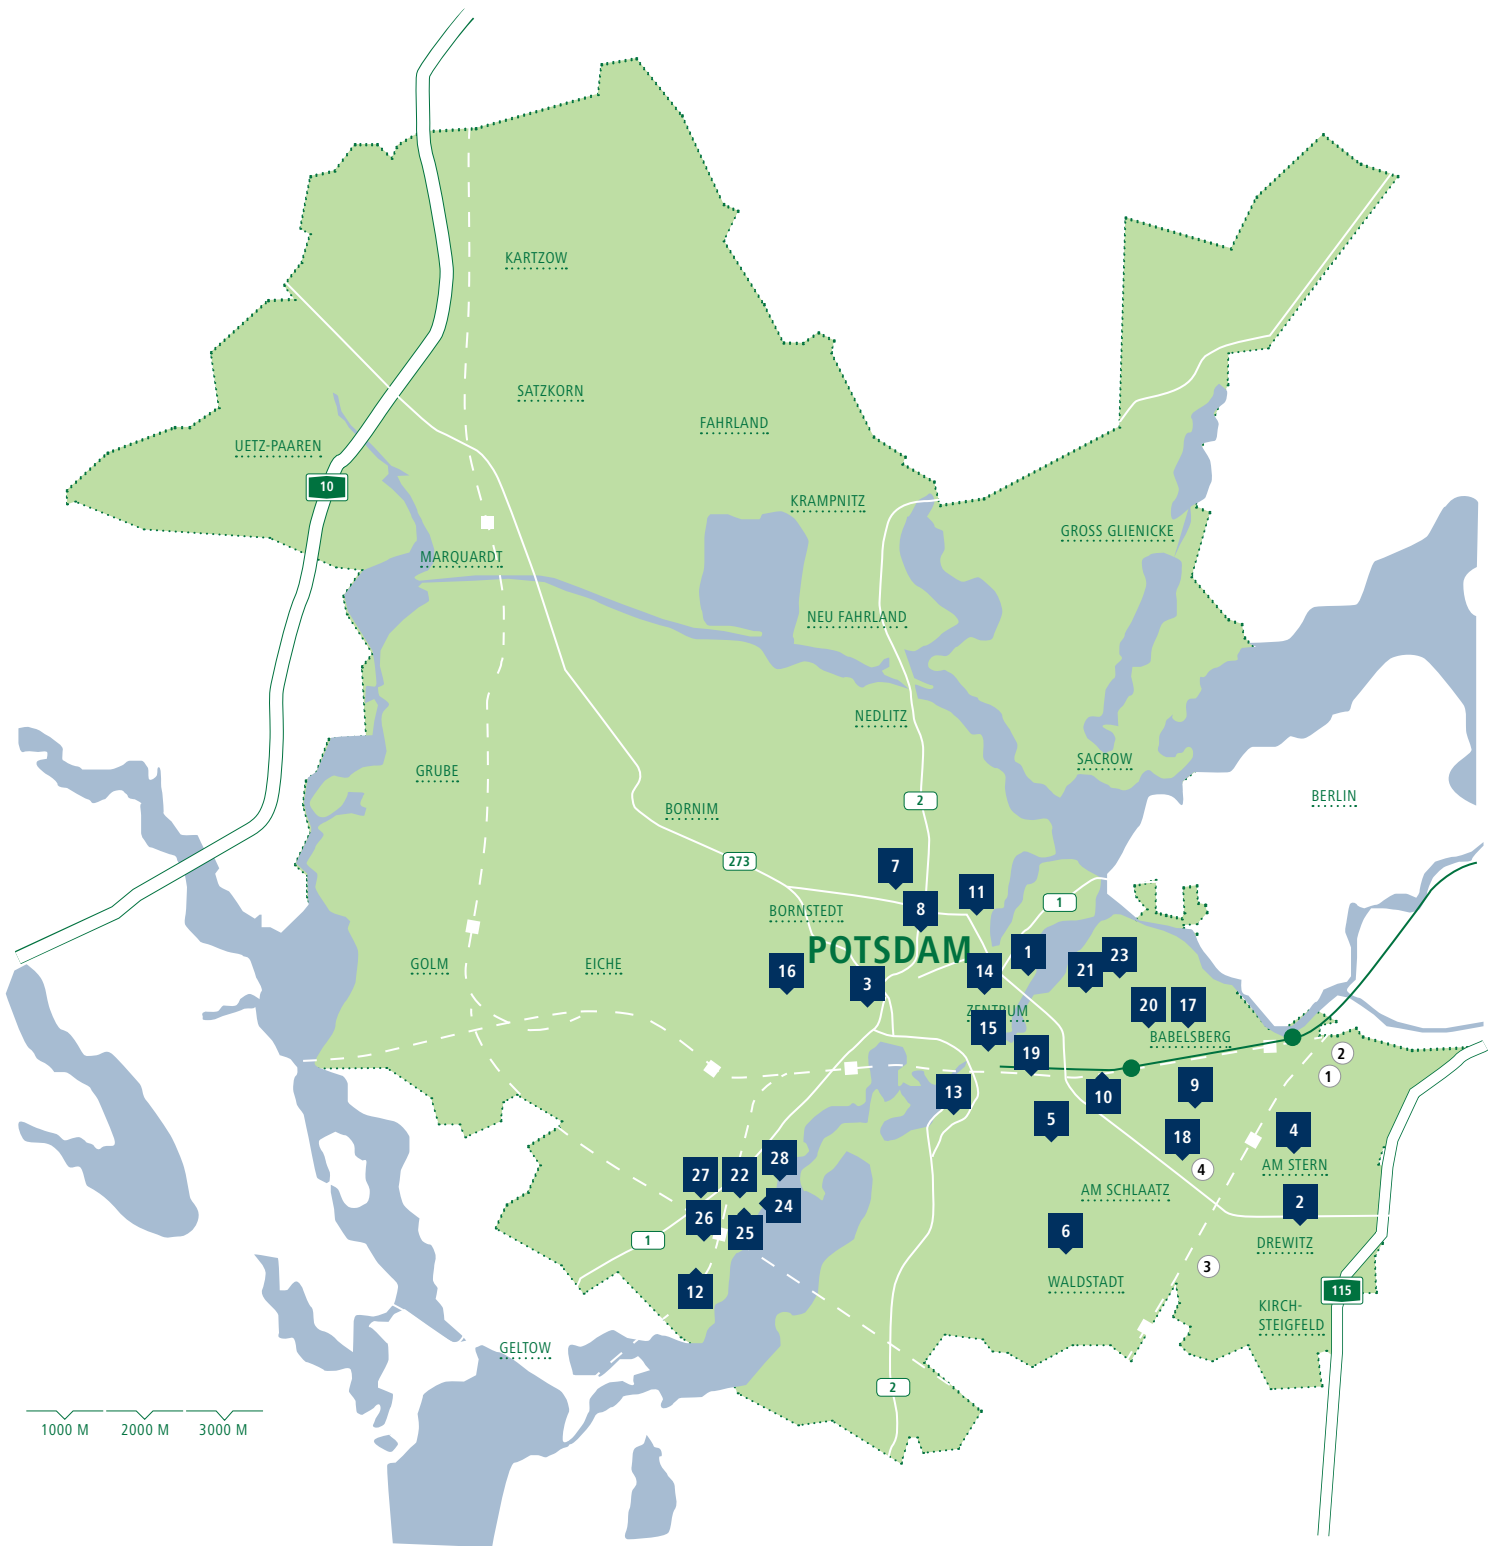 KARTZOW
SATZKORN
FAHRLAND
UETZ-PAAREN
10
KRAMPNITZ
GROSS GLIENICKE
MARQUARDT
NEU FAHRLAND
NEDLITZ
SACROW
GRUBE
BERLIN
BORNIM
2
273
7
11
1
8
BORNSTEDT
POTSDAM
1
23
GOLM
EICHE
16
3
14
21
ZENTRUM
20
17
15
BABELSBERG
19
2
1
13
10
9
5
18
4
4
AM STERN
28
27
22
AM SCHLAATZ
24
2
26
25
6
1
DREWITZ
3
12
WALDSTADT
115
KIRCH-
STEIGFELD
GELTOW
2
1000 M
2000 M
3000 M